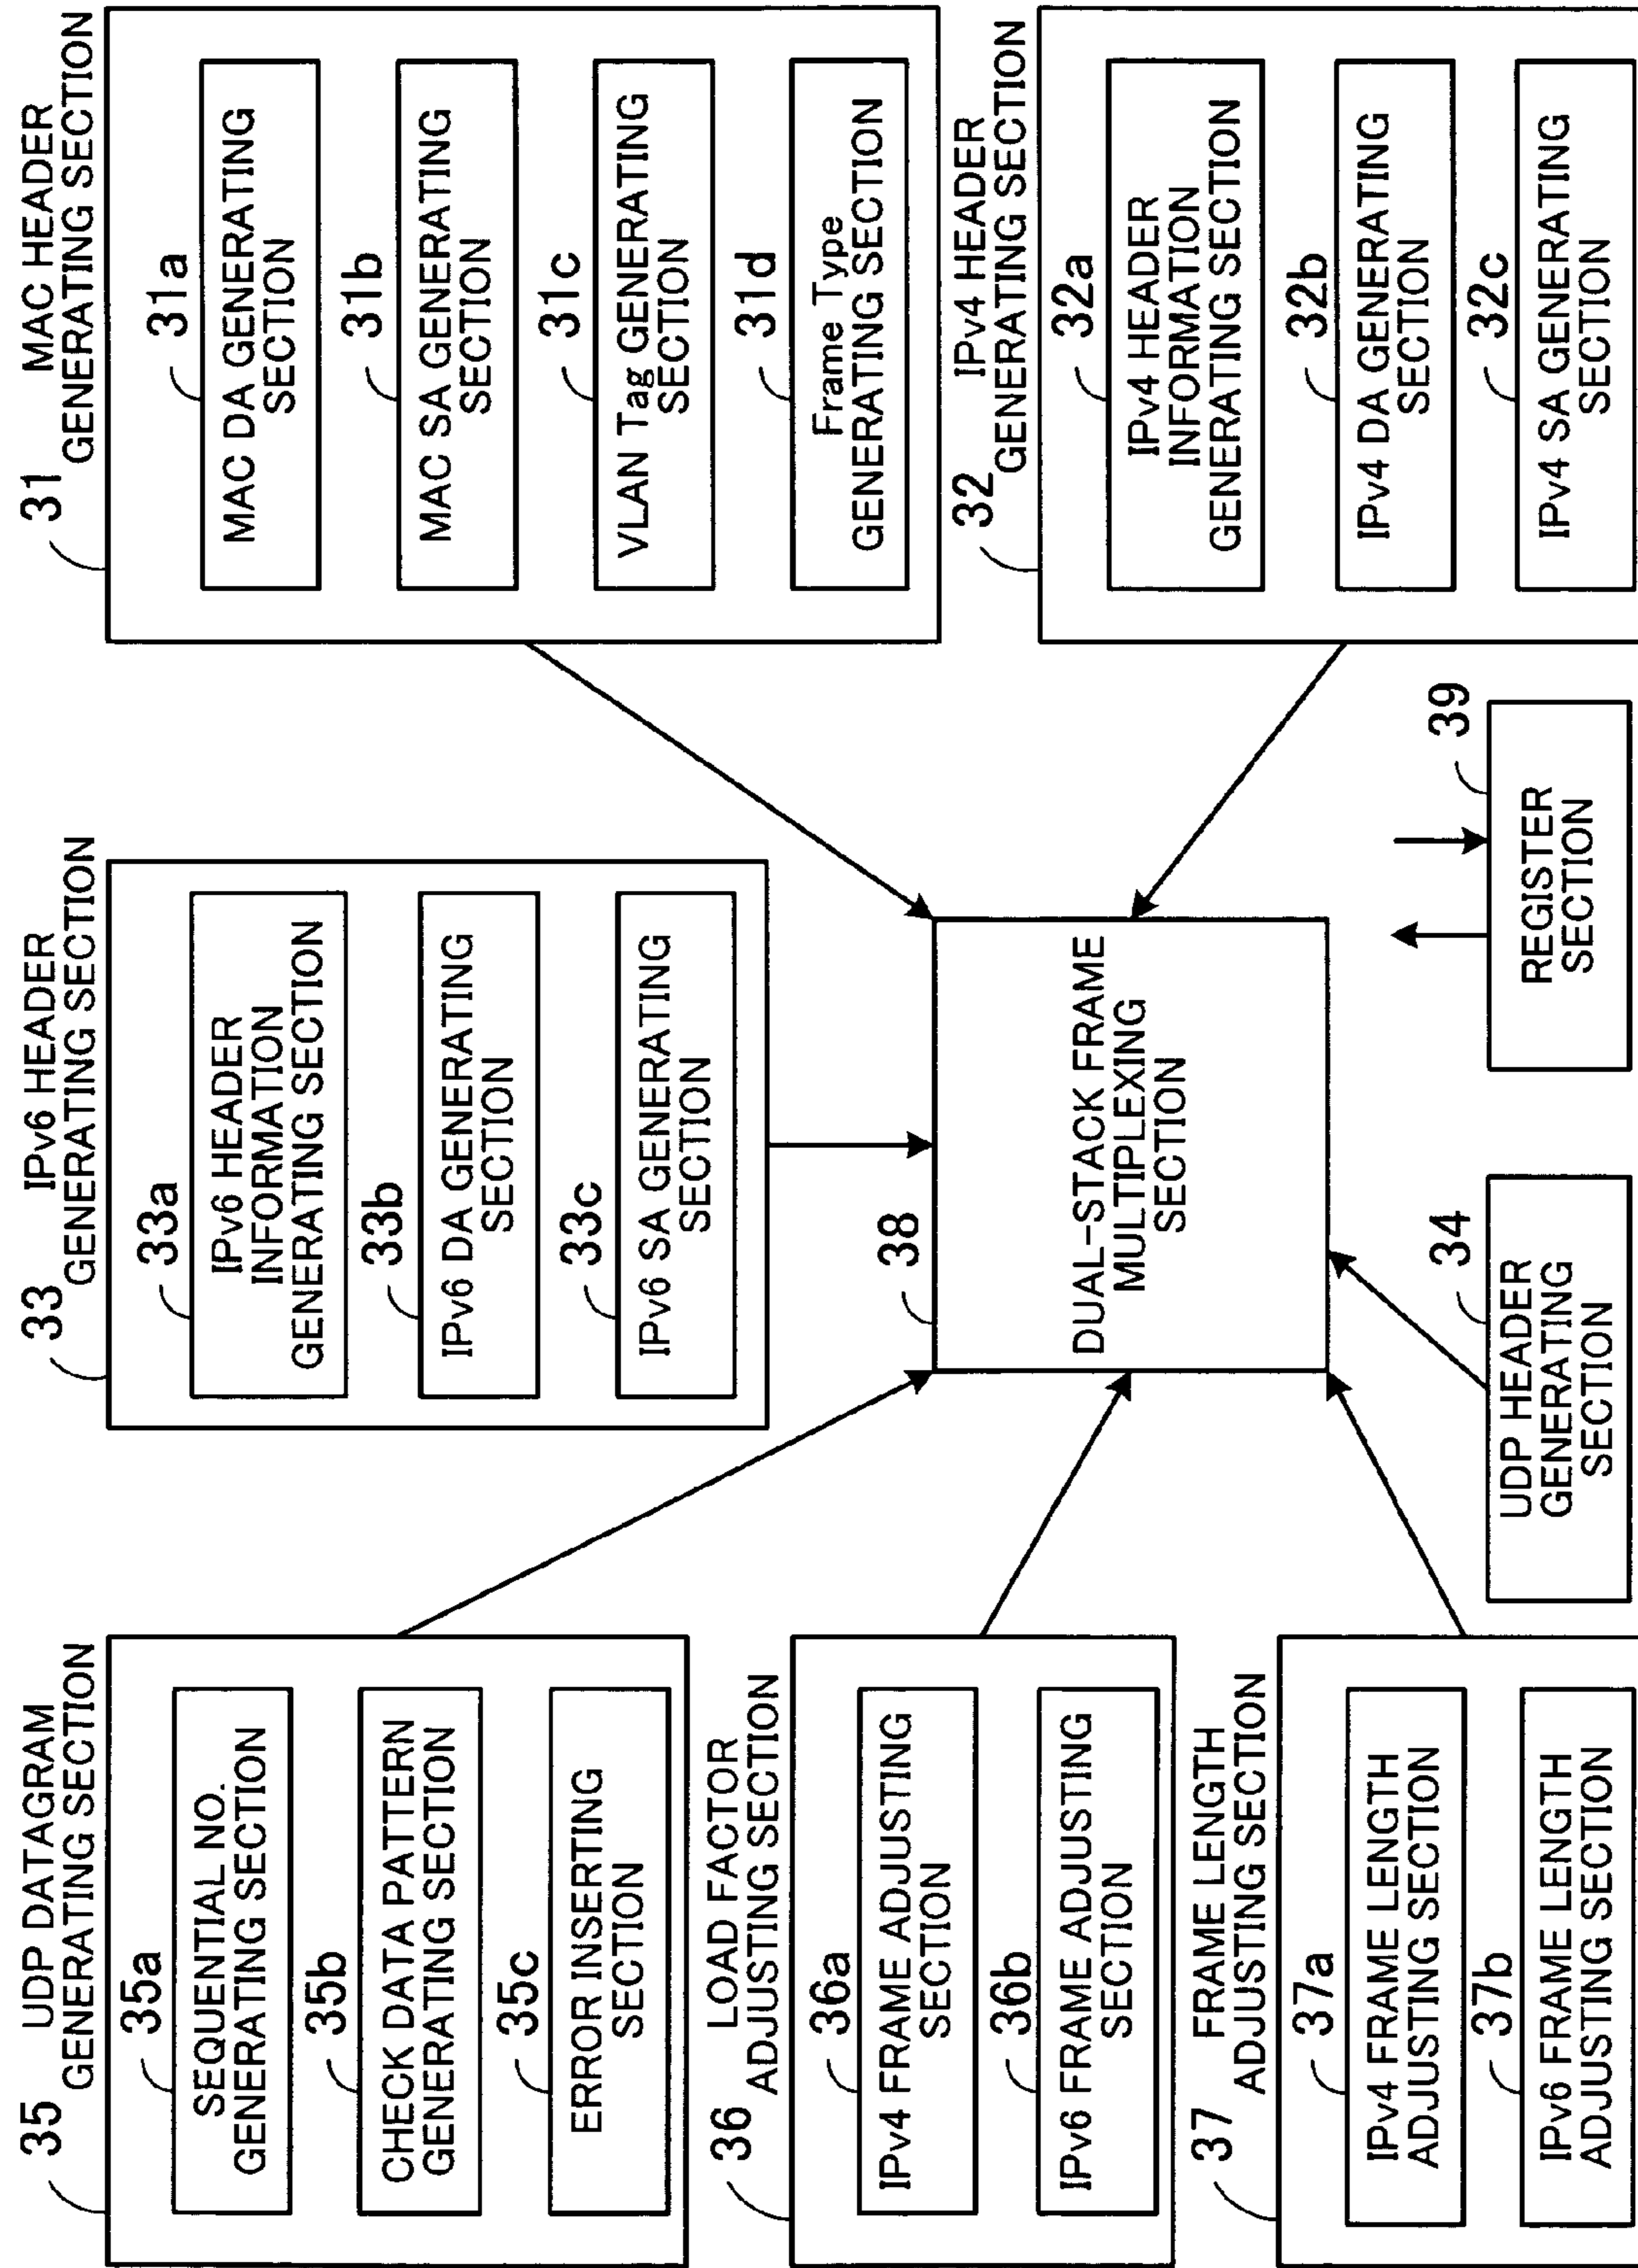 35
UDP DATAGRAM
GENERATING SECTION
35a
SEQUENTIAL NO.
GENERATING SECTION
35b
CHECK DATA PATTERN
GENERATING SECTION
35c
ERROR INSERTING
SECTION
36
LOAD FACTOR
ADJUSTING SECTION
36a
IPv4 FRAME ADJUSTING
SECTION
36b
IPv6 FRAME ADJUSTING
SECTION
37
FRAME LENGTH
ADJUSTING SECTION
37a
IPv4 FRAME LENGTH
ADJUSTING SECTION
37b
IPv6 FRAME LENGTH
ADJUSTING SECTION
33
IPv6 HEADER
GENERATING SECTION
33a
IPv6 HEADER
INFORMATION
GENERATING SECTION
33b
IPv6 DA GENERATING
SECTION
33c
IPv6 SA GENERATING
SECTION
38
DUAL-STACK FRAME
MULTIPLEXING
SECTION
34
UDP HEADER
GENERATING
SECTION
39
REGISTER
SECTION
31
MAC HEADER
GENERATING SECTION
31a
MAC DA GENERATING
SECTION
31b
MAC SA GENERATING
SECTION
31c
VLAN Tag GENERATING
SECTION
31d
Frame Type
GENERATING SECTION
32
IPv4 HEADER
GENERATING SECTION
32a
IPv4 HEADER
INFORMATION
GENERATING SECTION
32b
IPv4 DA GENERATING
SECTION
32c
IPv4 SA GENERATING
SECTION